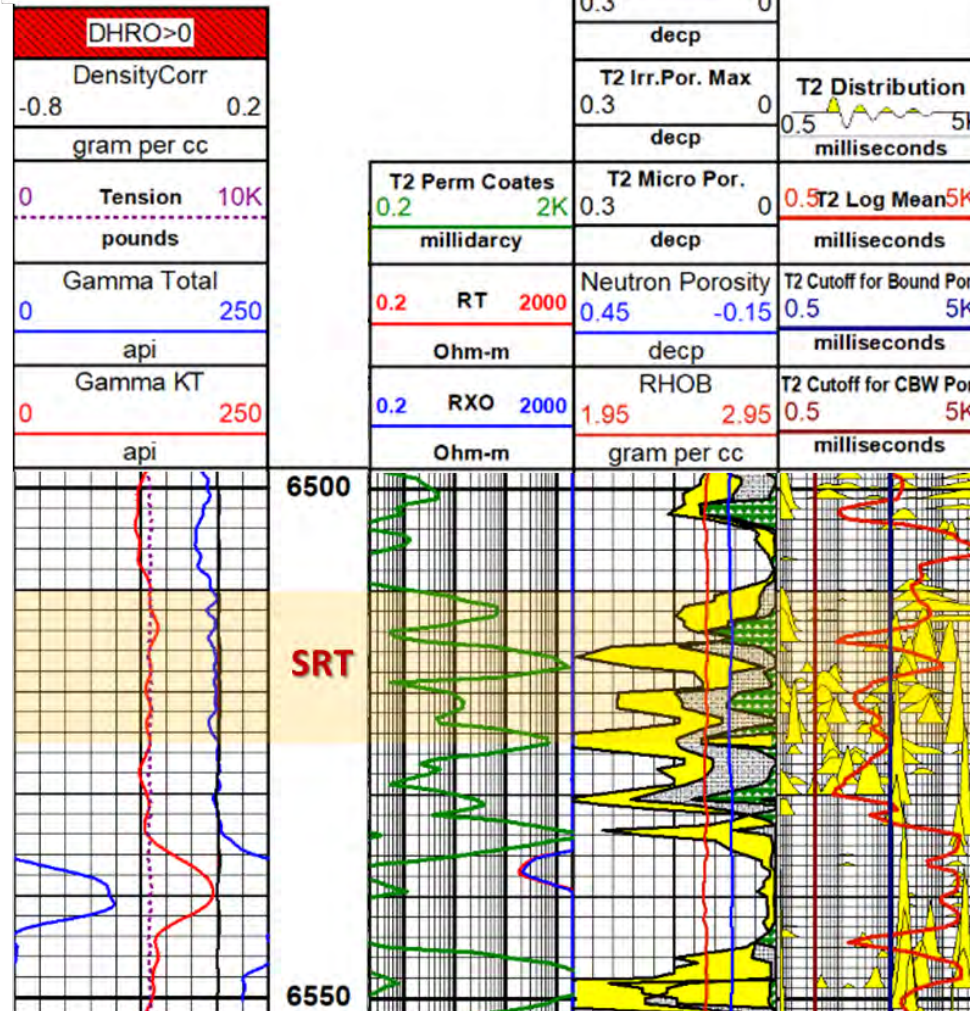 DHRO>0
DensityCorr
-0.8 0.2
gram per cc
0 Tension 10K
pounds
Gamma Total
0 250
api
Gamma KT
0 250
api
T2 Perm Coates
0.2 2K
millidarcy
0.2 RT 2000
Ohm-m
0.2 RXO 2000
Ohm-m
0.3 0
decp
T2 Irr.Por. Max
0.3 0
decp
T2 Micro Por.
0.3 0
decp
Neutron Porosity
0.45 -0.15
decp
RHOB
1.95 2.95
gram per cc
T2 Distribution
0.5 5K
milliseconds
0.5 T2 Log Mean 5K
milliseconds
T2 Cutoff for Bound Por
0.5 5K
milliseconds
T2 Cutoff for CBW Por
0.5 5K
milliseconds
6500
SRT
6550